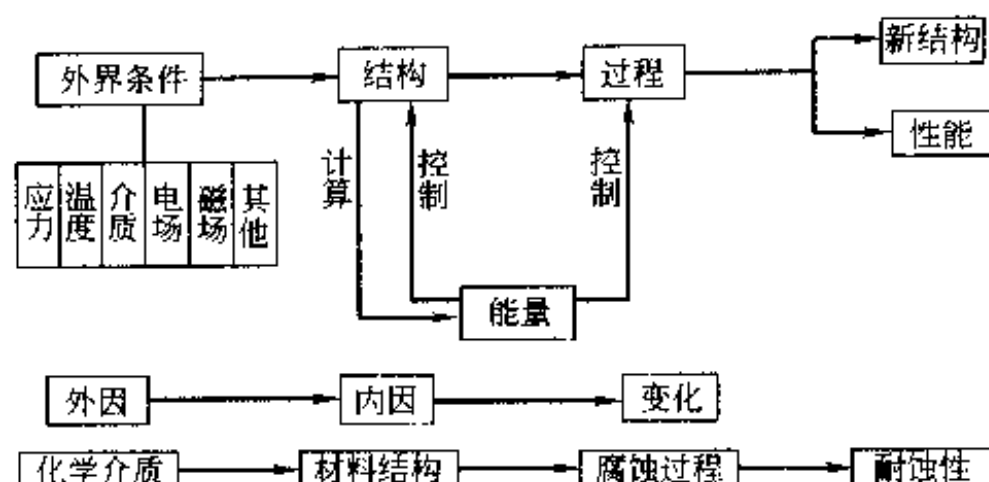 新结构
外界条件
结构
过程
性能
应力
温度
介质
电场
磁场
其他
计算
控制
控制
能量
外因
内因
变化
化学介质
材料结构
腐蚀过程
耐蚀性